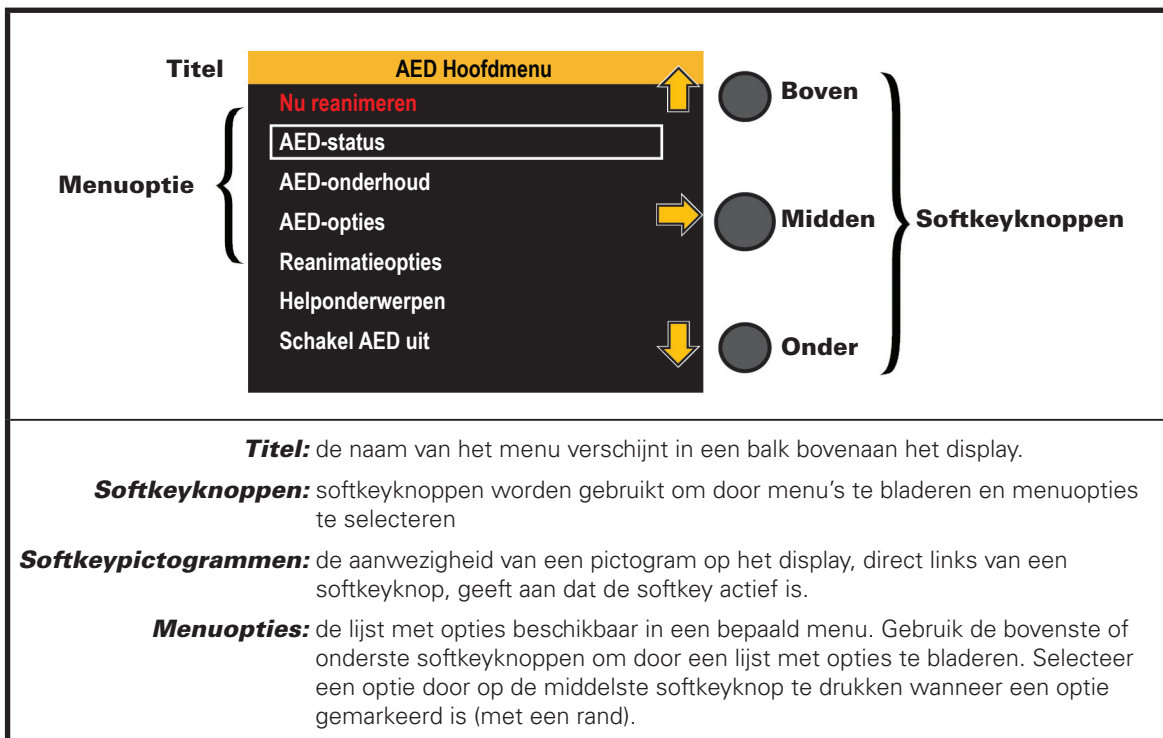 Titel
AED Hoofdmenu
Nu reanimeren
AED-status
AED-onderhoud
AED-opties
Reanimatieopties
Helponderwerpen
Schakel AED uit
Menuoptie
Boven
Midden
Onder
Softkeyknoppen
Titel: de naam van het menu verschijnt in een balk bovenaan het display.
Softkeyknoppen: softkeyknoppen worden gebruikt om door menu's te bladeren en menuopties
te selecteren
Softkeypictogrammen: de aanwezigheid van een pictogram op het display, direct links van een
softkeyknop, geeft aan dat de softkey actief is.
Menuopties: de lijst met opties beschikbaar in een bepaald menu. Gebruik de bovenste of
onderste softkeyknoppen om door een lijst met opties te bladeren. Selecteer
een optie door op de middelste softkeyknop te drukken wanneer een optie
gemarkeerd is (met een rand).